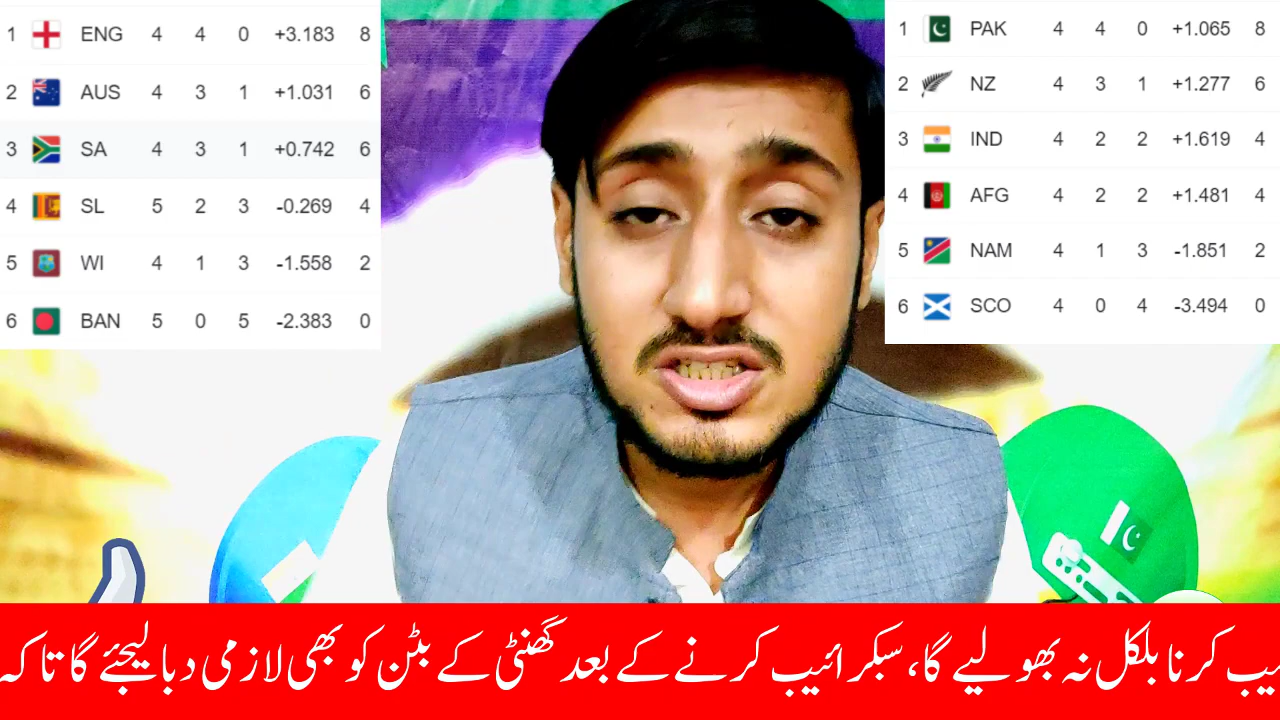 1 ENG 4 4 0 +3.183 8
2 AUS 4 3 1 +1.031 6
3 SA 4 3 1 +0.742 6
4 SL 5 2 3 -0.269 4
5 WI 4 1 3 -1.558 2
6 BAN 5 0 5 -2.383 0
1 PAK 4 4 0 +1.065 8
2 NZ 4 3 1 +1.277 6
3 IND 4 2 2 +1.619 4
4 AFG 4 2 2 +1.481 4
5 NAM 4 1 3 -1.851 2
6 SCO 4 0 4 -3.494 0
یب کرنا بلکل نہ بھولیے گا، سبکرائیب کرنے کے بعد گھنٹی کے بٹن کو بھی لازمی دبا لیجئے گا تا کہ